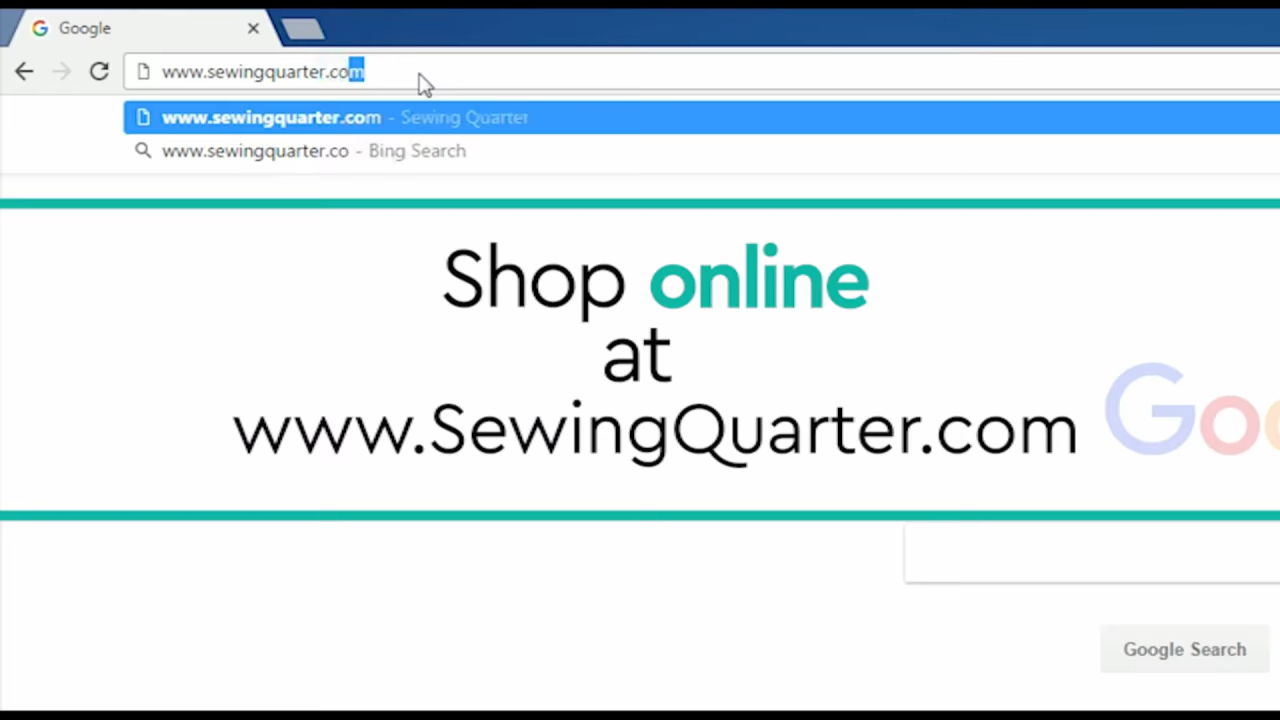 Google
www.sewingquarter.com
www.sewingquarter.com - Sewing Quarter
www.sewingquarter.co - Bing Search
Shop online
at
www.SewingQuarter.com
Goo
Google Search